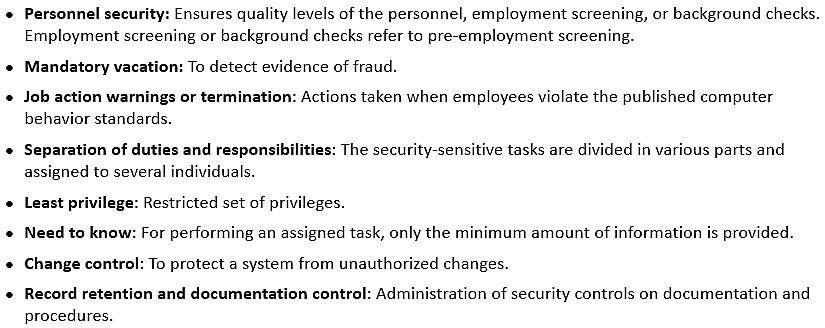 • Personnel security: Ensures quality levels of the personnel, employment screening, or background checks.
Employment screening or background checks refer to pre-employment screening.
• Mandatory vacation: To detect evidence of fraud.
• Job action warnings or termination: Actions taken when employees violate the published computer
behavior standards.
• Separation of duties and responsibilities: The security-sensitive tasks are divided in various parts and
assigned to several individuals.
• Least privilege: Restricted set of privileges.
• Need to know: For performing an assigned task, only the minimum amount of information is provided.
• Change control: To protect a system from unauthorized changes.
• Record retention and documentation control: Administration of security controls on documentation and
procedures.